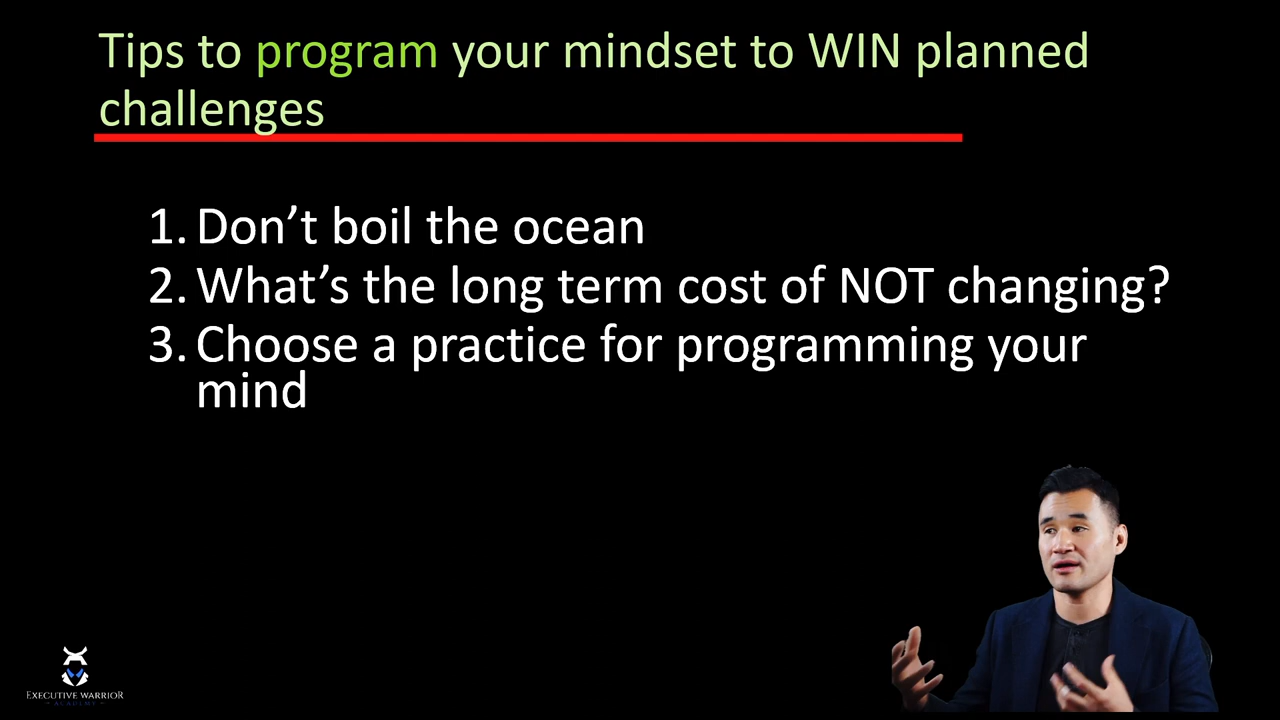 Tips to program your mindset to WIN planned
challenges
1. Don’t boil the ocean
2. What’s the long term cost of NOT changing?
3. Choose a practice for programming your
mind
EXECUTIVE WARRIOR
ACADEMY